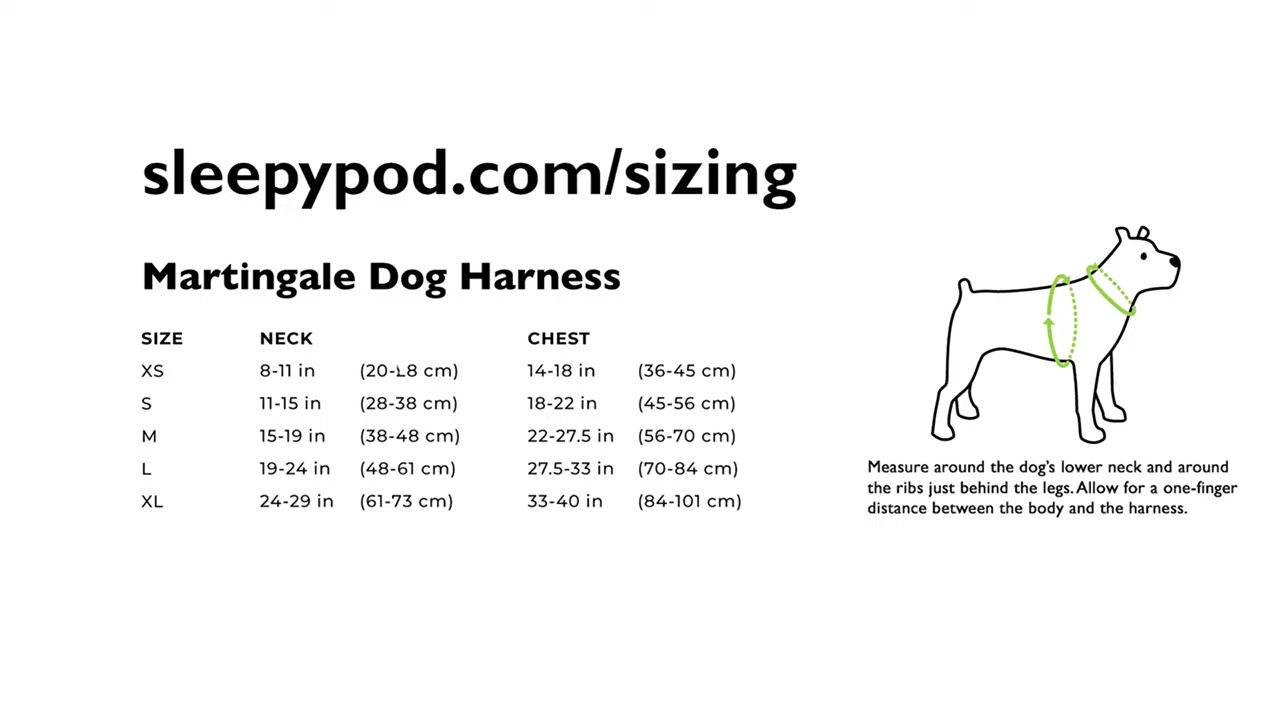 sleepypod.com/sizing
Martingale Dog Harness
SIZE NECK CHEST
XS 8-11 in (20-L8 cm) 14-18 in (36-45 cm)
S 11-15 in (28-38 cm) 18-22 in (45-56 cm)
M 15-19 in (38-48 cm) 22-27.5 in (56-70 cm)
L 19-24 in (48-61 cm) 27.5-33 in (70-84 cm)
XL 24-29 in (61-73 cm) 33-40 in (84-101 cm)
Measure around the dog's lower neck and around
the ribs just behind the legs. Allow for a one-finger
distance between the body and the harness.